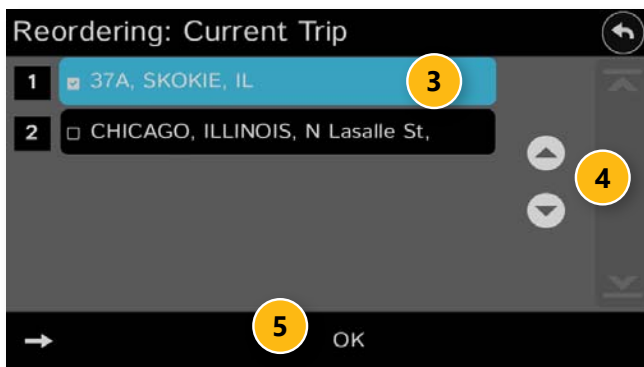 Reordering: Current Trip
1 37A, SKOKIE, IL 3
2 CHICAGO, ILLINOIS, N Lasalle St,
4
5 OK